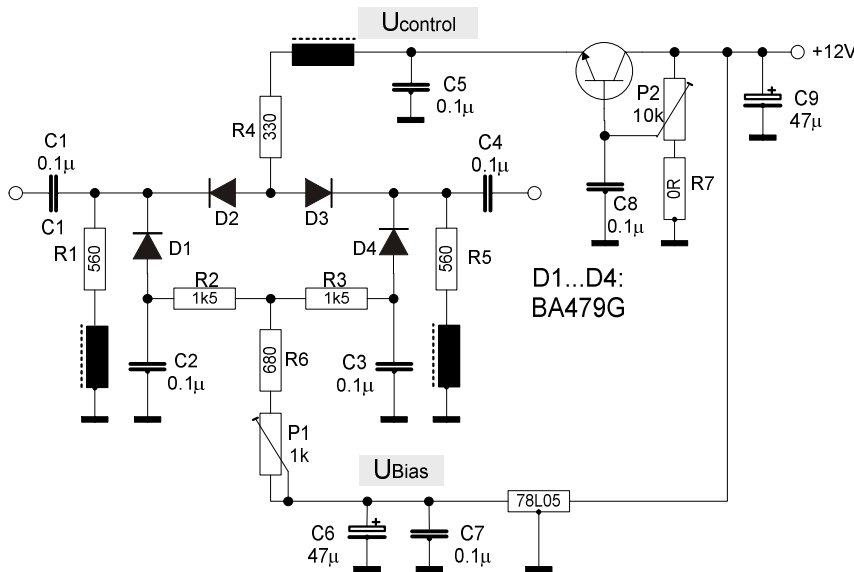 Ucontrol
+12V
C5
0.1µ
P2
10k
C9
47µ
R4
330
C1
0.1µ
C4
0.1µ
R7
0R
C8
0.1µ
C1
D2
D3
R1
560
D1
D4
560
R5
R2
1k5
R3
1k5
D1...D4:
BA479G
C2
0.1µ
680
R6
C3
0.1µ
P1
1k
UBias
78L05
C6
47µ
C7
0.1µ